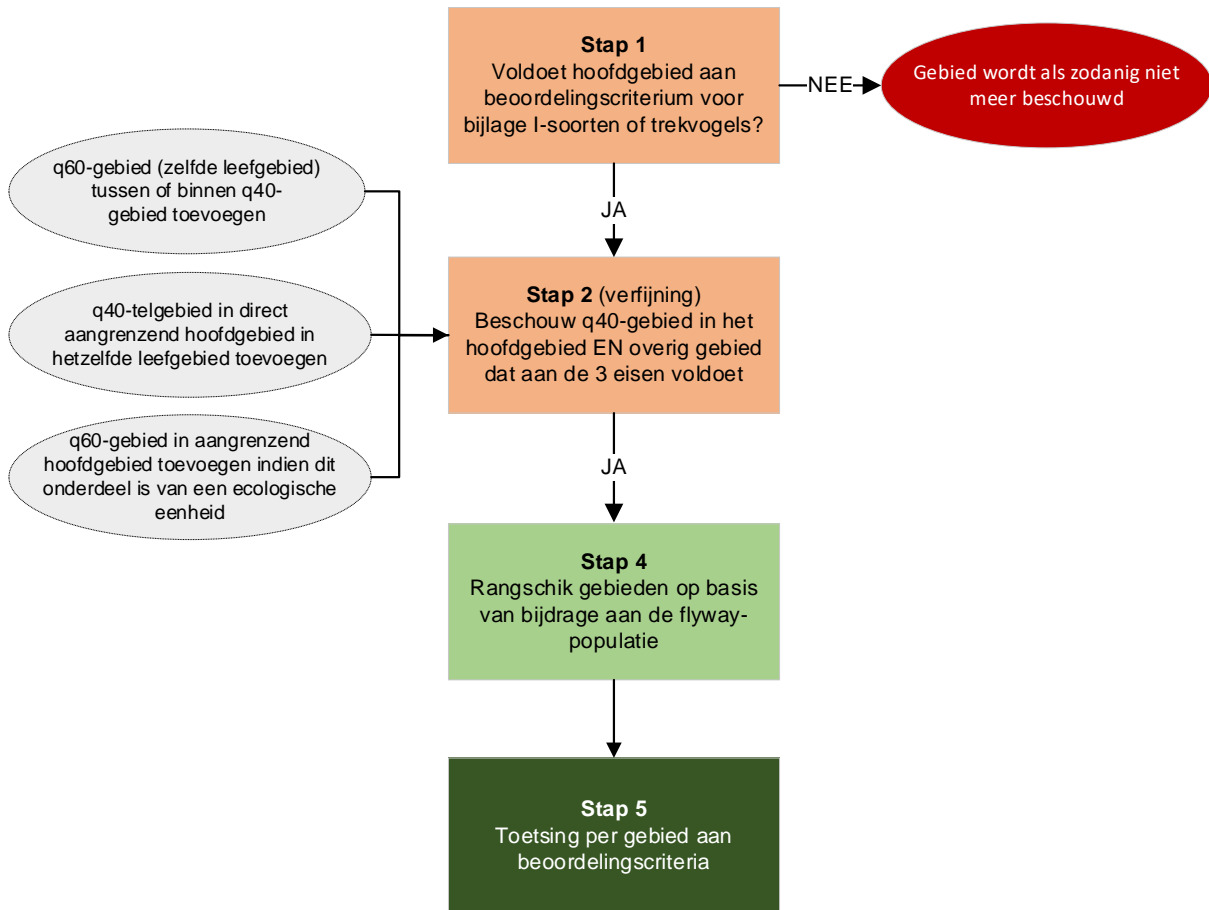 Stap 1
Voldoet hoofdgebied aan
beoordelingscriterium voor
bijlage I-soorten of trekvogels?
NEE
Gebied wordt als zodanig niet
meer beschouwd
JA
q60-gebied (zelfde leefgebied)
tussen of binnen q40-
gebied toevoegen
q40-telgebied in direct
aangrenzend hoofdgebied in
hetzelfde leefgebied toevoegen
q60-gebied in aangrenzend
hoofdgebied toevoegen indien dit
onderdeel is van een ecologische
eenheid
Stap 2 (verfijning)
Beschouw q40-gebied in het
hoofdgebied EN overig gebied
dat aan de 3 eisen voldoet
JA
Stap 4
Rangschik gebieden op basis
van bijdrage aan de flyway-
populatie
Stap 5
Toetsing per gebied aan
beoordelingscriteria